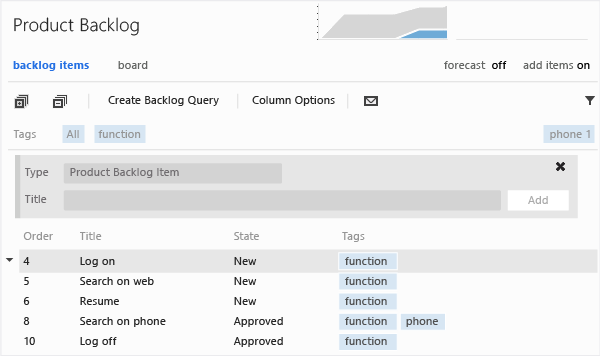 Product Backlog
backlog items board forecast off add items on
Create Backlog Query Column Options
Tags All function phone 1
Type Product Backlog Item
Title Add
Order Title State Tags
4 Log on New function
5 Search on web New function
6 Resume New function
8 Search on phone Approved function phone
10 Log off Approved function